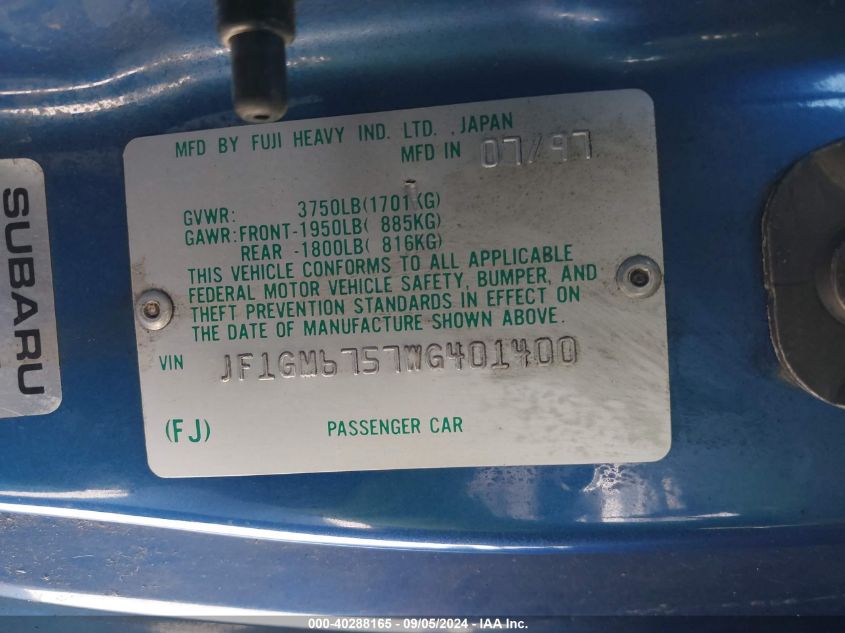 MFD BY FUJI HEAVY IND. LTD. ,JAPAN
MFD IN 07/97
GVWR: 3750LB(1701 (G)
GAWR:FRONT-1950LB( 885KG)
REAR -1800LB( 816KG)
THIS VEHICLE CONFORMS TO ALL APPLICABLE
FEDERAL MOTOR VEHICLE SAFETY, BUMPER, AND
THEFT PREVENTION STANDARDS IN EFFECT ON
THE DATE OF MANUFACTURE SHOWN ABOVE.
VIN JF1GM6757WG401400
(FJ) PASSENGER CAR
SUBARU
000-40288165 - 09/05/2024 - IAA Inc.